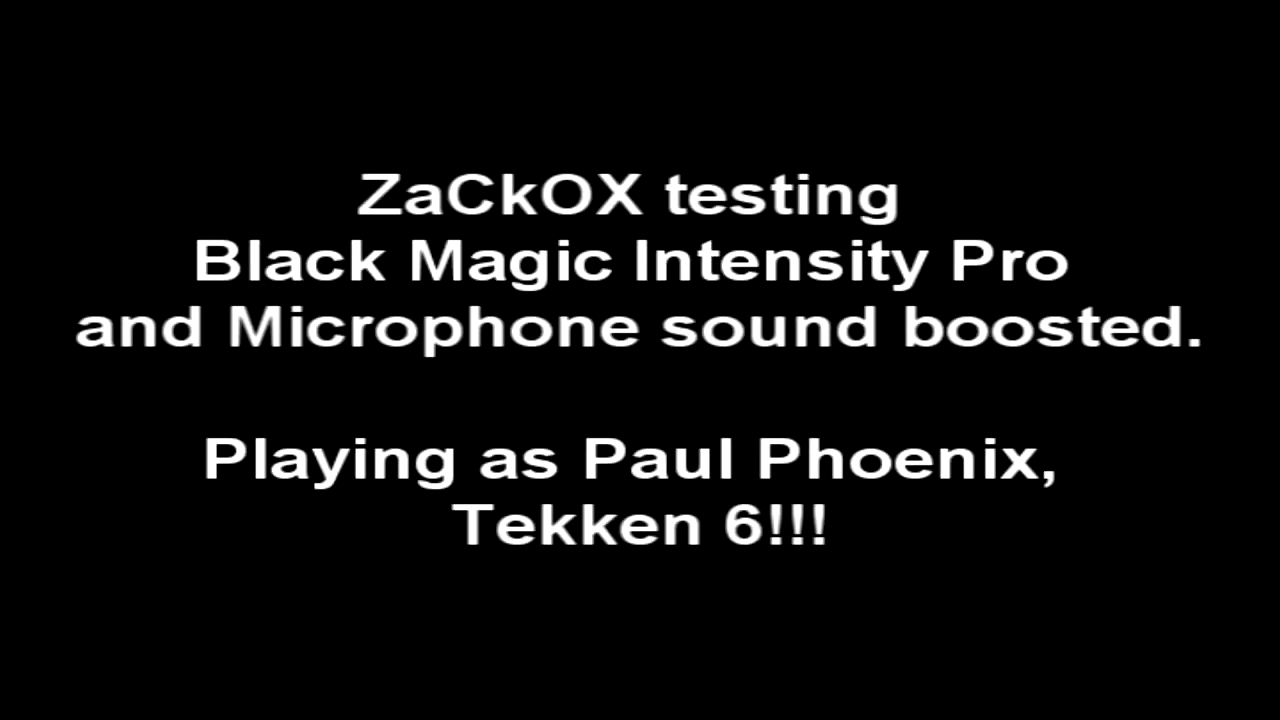 ZaCkOX testing
Black Magic Intensity Pro
and Microphone sound boosted.
Playing as Paul Phoenix,
Tekken 6!!!